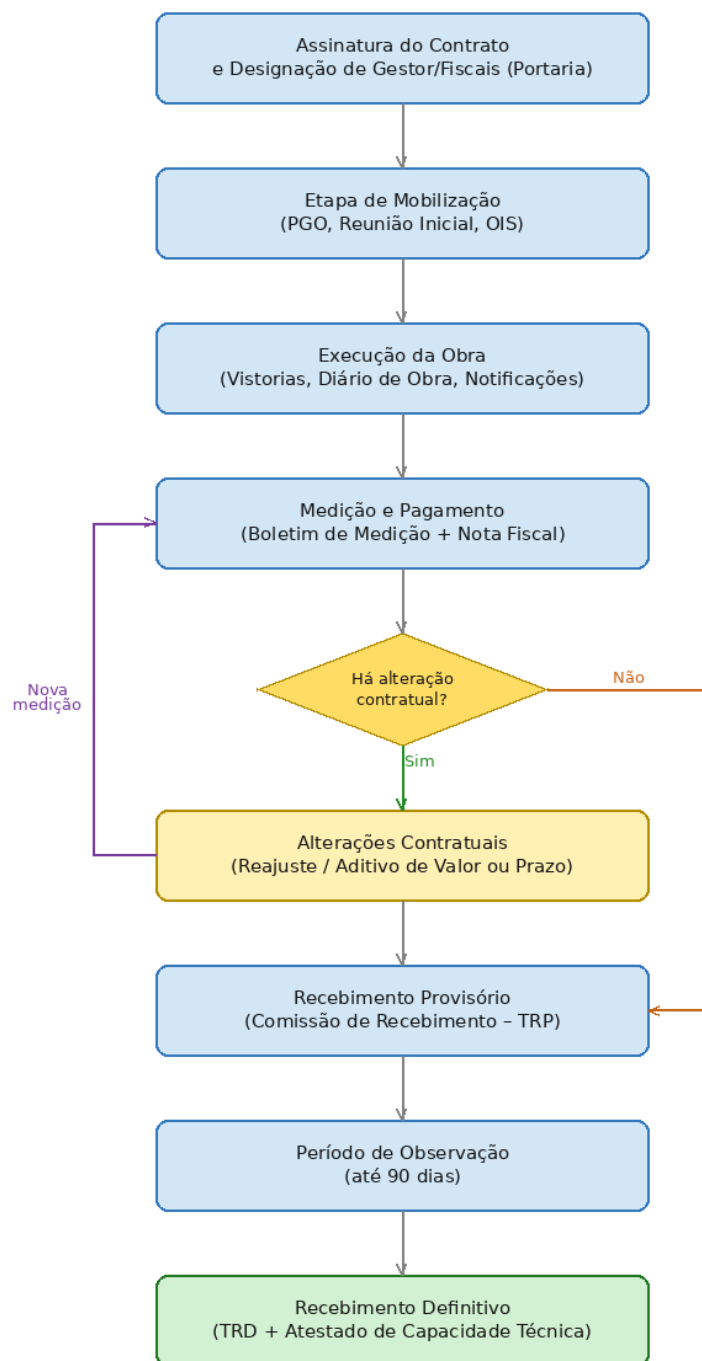 Assinatura do Contrato
e Designação de Gestor/Fiscais (Portaria)
Etapa de Mobilização
(PGO, Reunião Inicial, OIS)
Execução da Obra
(Vistorias, Diário de Obra, Notificações)
Medição e Pagamento
(Boletim de Medição + Nota Fiscal)
Há alteração
contratual?
Não
Nova
medição
Sim
Alterações Contratuais
(Reajuste / Aditivo de Valor ou Prazo)
Recebimento Provisório
(Comissão de Recebimento – TRP)
Período de Observação
(até 90 dias)
Recebimento Definitivo
(TRD + Atestado de Capacidade Técnica)